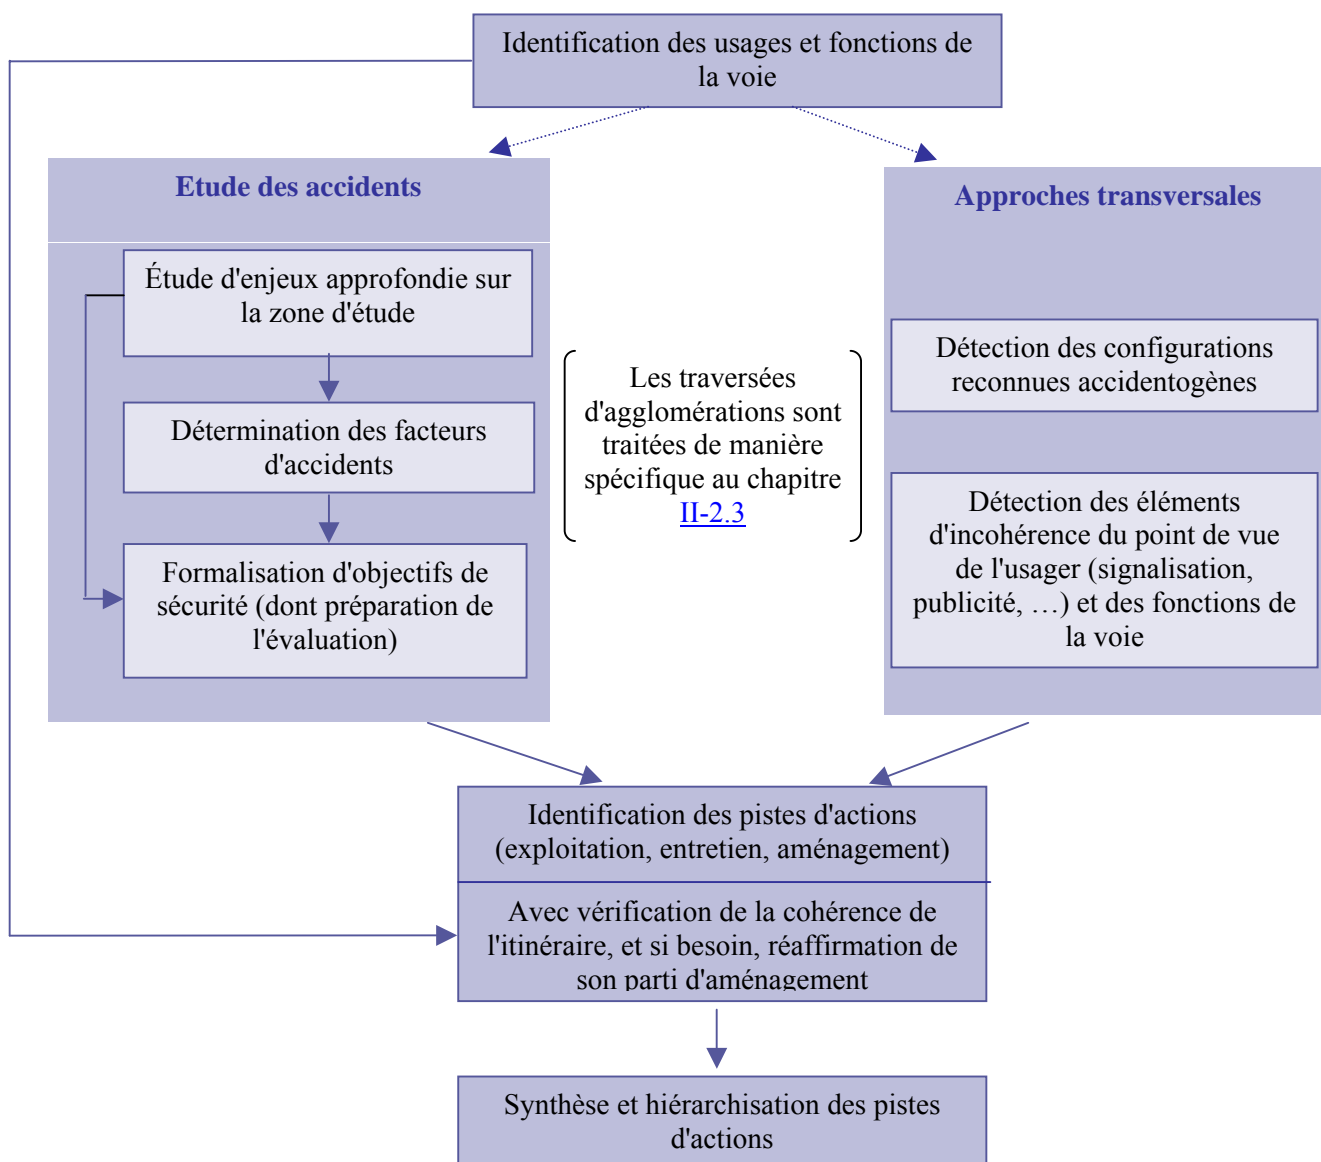 Identification des usages et fonctions de
la voie
Etude des accidents
Étude d'enjeux approfondie sur
la zone d'étude
Détermination des facteurs
d'accidents
Formalisation d'objectifs de
sécurité (dont préparation de
l'évaluation)
Les traversées
d'agglomérations sont
traitées de manière
spécifique au chapitre
II-2.3
Approches transversales
Détection des configurations
reconnues accidentogènes
Détection des éléments
d'incohérence du point de vue
de l'usager (signalisation,
publicité, …) et des fonctions de
la voie
Identification des pistes d'actions
(exploitation, entretien, aménagement)
Avec vérification de la cohérence de
l'itinéraire, et si besoin, réaffirmation de
son parti d'aménagement
Synthèse et hiérarchisation des pistes
d'actions